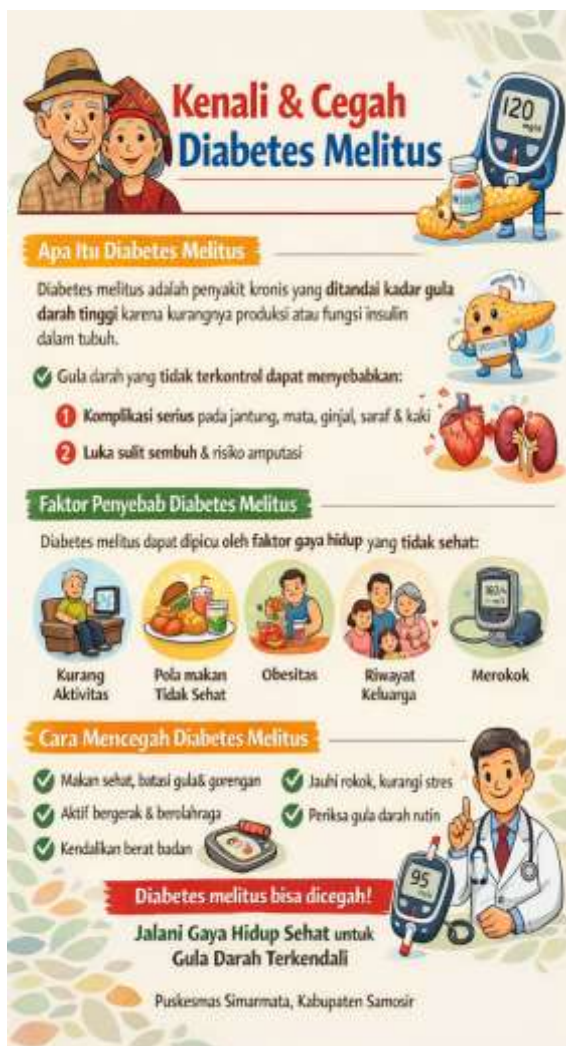 Kenali & Cegah
Diabetes Melitus
120
mg/dl
INSULIN
Apa Itu Diabetes Melitus
Diabetes melitus adalah penyakit kronis yang ditandai kadar gula
darah tinggi karena kurangnya produksi atau fungsi insulin
dalam tubuh.
Gula darah yang tidak terkontrol dapat menyebabkan:
1 Komplikasi serius pada jantung, mata, ginjal, saraf & kaki
2 Luka sulit sembuh & risiko amputasi
Faktor Penyebab Diabetes Melitus
Diabetes melitus dapat dipicu oleh faktor gaya hidup yang tidak sehat:
Kurang
Aktivitas
Pola makan
Tidak Sehat
Obesitas
Riwayat
Keluarga
Merokok
Cara Mencegah Diabetes Melitus
Makan sehat, batasi gula& gorengan
Aktif bergerak & berolahraga
Kendalikan berat badan
Jauhi rokok, kurangi stres
Periksa gula darah rutin
95
Diabetes melitus bisa dicegah!
Jalani Gaya Hidup Sehat untuk
Gula Darah Terkendali
Puskesmas Simarmata, Kabupaten Samosir